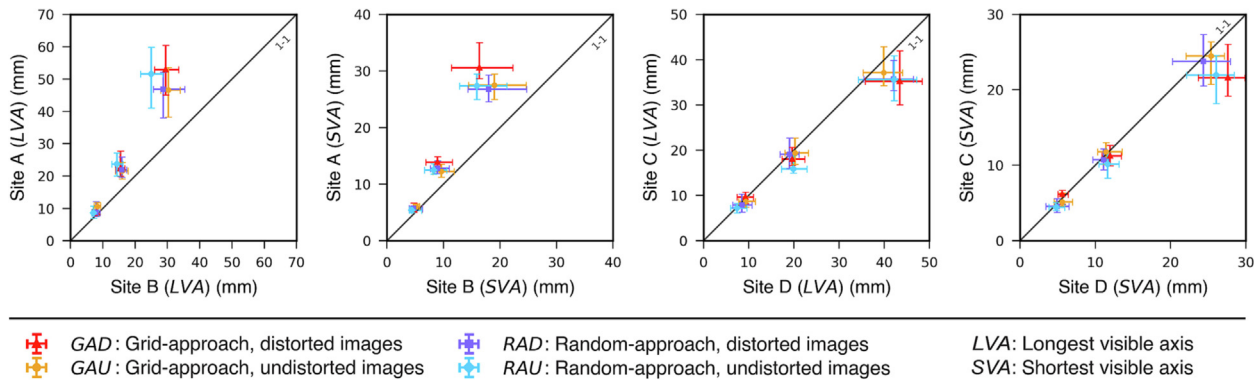 70
60
50
40
30
20
10
0
Site A (LVA) (mm)
0 10 20 30 40 50 60 70
Site B (LVA) (mm)
1-1
40
30
20
10
0
Site A (SVA) (mm)
0 10 20 30 40
Site B (SVA) (mm)
1-1
50
40
30
20
10
0
Site C (LVA) (mm)
0 10 20 30 40 50
Site D (LVA) (mm)
1-1
30
20
10
0
Site C (SVA) (mm)
0 10 20 30
Site D (SVA) (mm)
1-1
GAD: Grid-approach, distorted images
GAU: Grid-approach, undistorted images
RAD: Random-approach, distorted images
RAU: Random-approach, undistorted images
LVA: Longest visible axis
SVA: Shortest visible axis